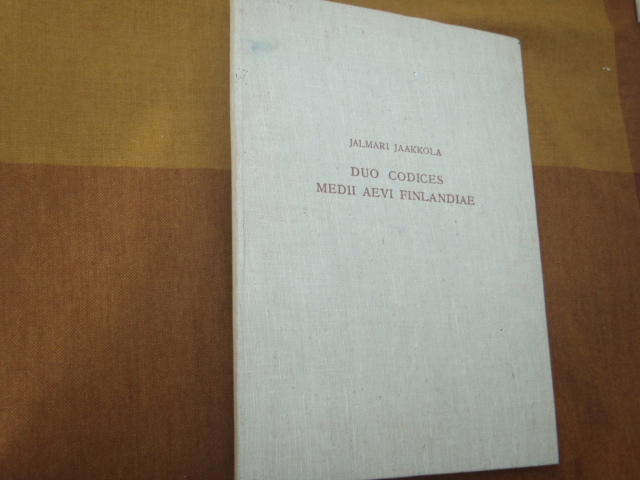 JALMARI JAAKKOLA
DUO CODICES
MEDII AEVI FINLANDIAE